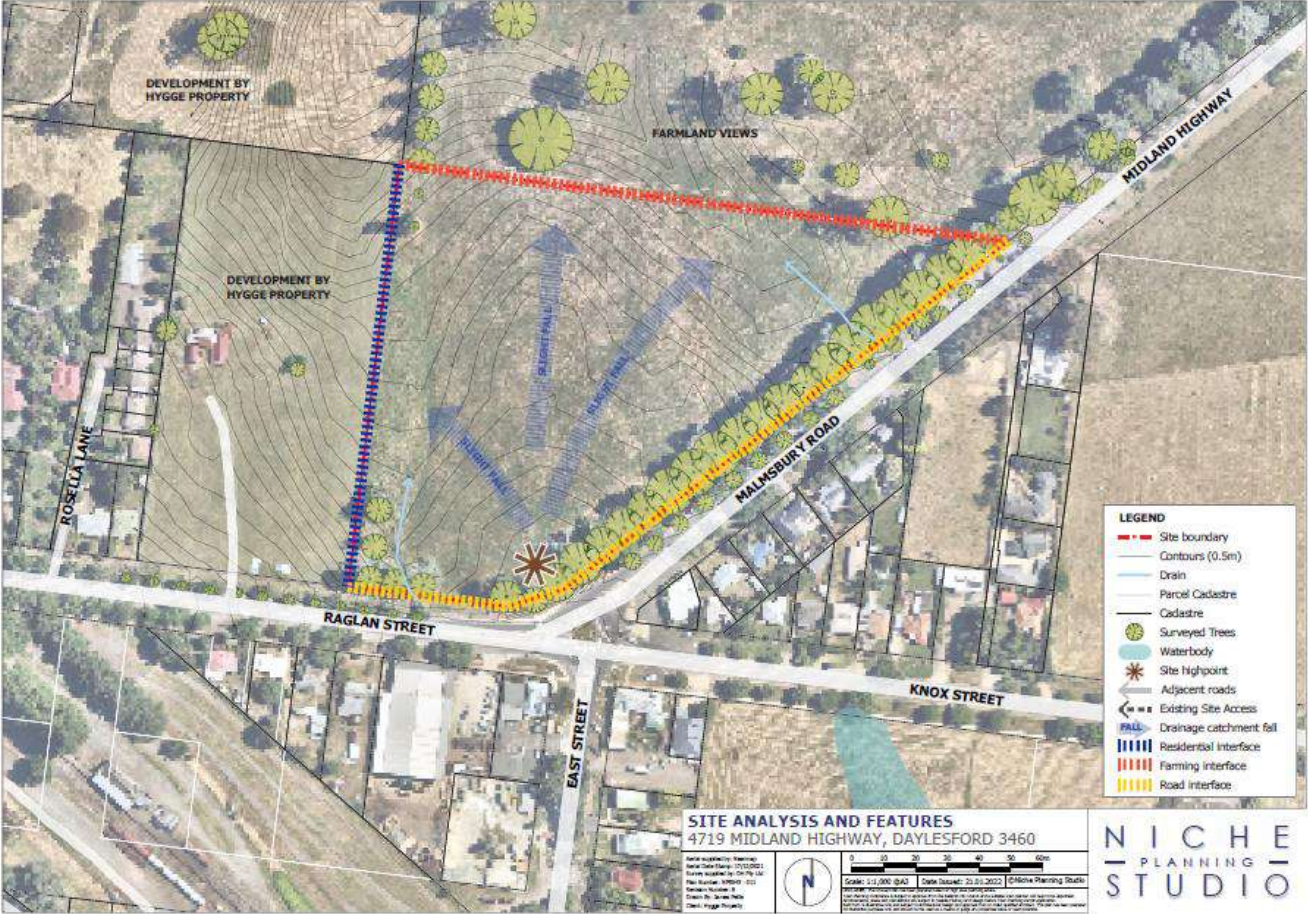 DEVELOPMENT BY
HYGGE PROPERTY
FARMLAND VIEWS
MIDLAND HIGHWAY
DEVELOPMENT BY
HYGGE PROPERTY
SLIGHT FALL
SLIGHT FALL
SLIGHT FALL
ROSELLA LANE
MALMSBURY ROAD
RAGLAN STREET
KNOX STREET
EAST STREET
LEGEND
Site boundary
Contours (0.5m)
Drain
Parcel Cadastre
Cadastre
Surveyed Trees
Waterbody
Site highpoint
Adjacent roads
Existing Site Access
FALL Drainage catchment fall
Residential interface
Farming interface
Road interface
SITE ANALYSIS AND FEATURES
4719 MIDLAND HIGHWAY, DAYLESFORD 3460
N
0 10 20 30 40 50 60m
Scale: 1:1,000 @A3 Date Issued: 21.01.2022 ©Niche Planning Studio
Client: Hygge Property
NICHE
PLANNING
STUDIO